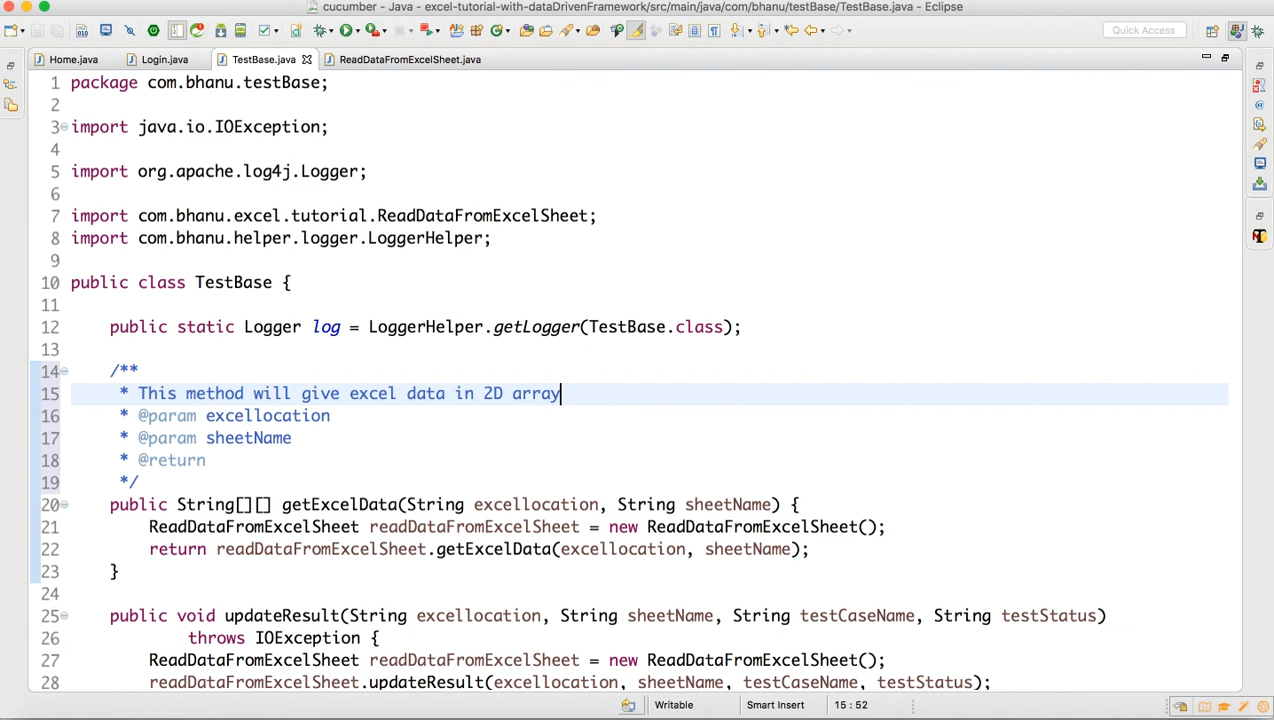 cucumber - Java - excel-tutorial-with-dataDrivenFramework/src/main/java/com/bhanu/testBase/TestBase.java - Eclipse
Quick Access
Home.java Login.java TestBase.java ReadDataFromExcelSheet.java
1 package com.bhanu.testBase;
2
3 import java.io.IOException;
4
5 import org.apache.log4j.Logger;
6
7 import com.bhanu.excel.tutorial.ReadDataFromExcelSheet;
8 import com.bhanu.helper.logger.LoggerHelper;
9
10 public class TestBase {
11
12 public static Logger log = LoggerHelper.getLogger(TestBase.class);
13
14 /**
15 * This method will give excel data in 2D array
16 * @param excellocation
17 * @param sheetName
18 * @return
19 */
20 public String[][] getExcelData(String excellocation, String sheetName) {
21 ReadDataFromExcelSheet readDataFromExcelSheet = new ReadDataFromExcelSheet();
22 return readDataFromExcelSheet.getExcelData(excellocation, sheetName);
23 }
24
25 public void updateResult(String excellocation, String sheetName, String testCaseName, String testStatus)
26 throws IOException {
27 ReadDataFromExcelSheet readDataFromExcelSheet = new ReadDataFromExcelSheet();
28 readDataFromExcelSheet.updateResult(excellocation, sheetName, testCaseName, testStatus);
Writable Smart Insert 15 : 52